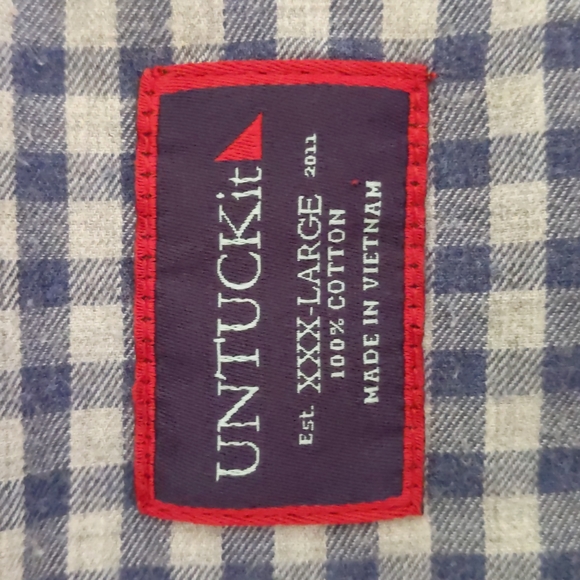 UNTUCKit
Est. XXX-LARGE 2011
100% COTTON
MADE IN VIETNAM